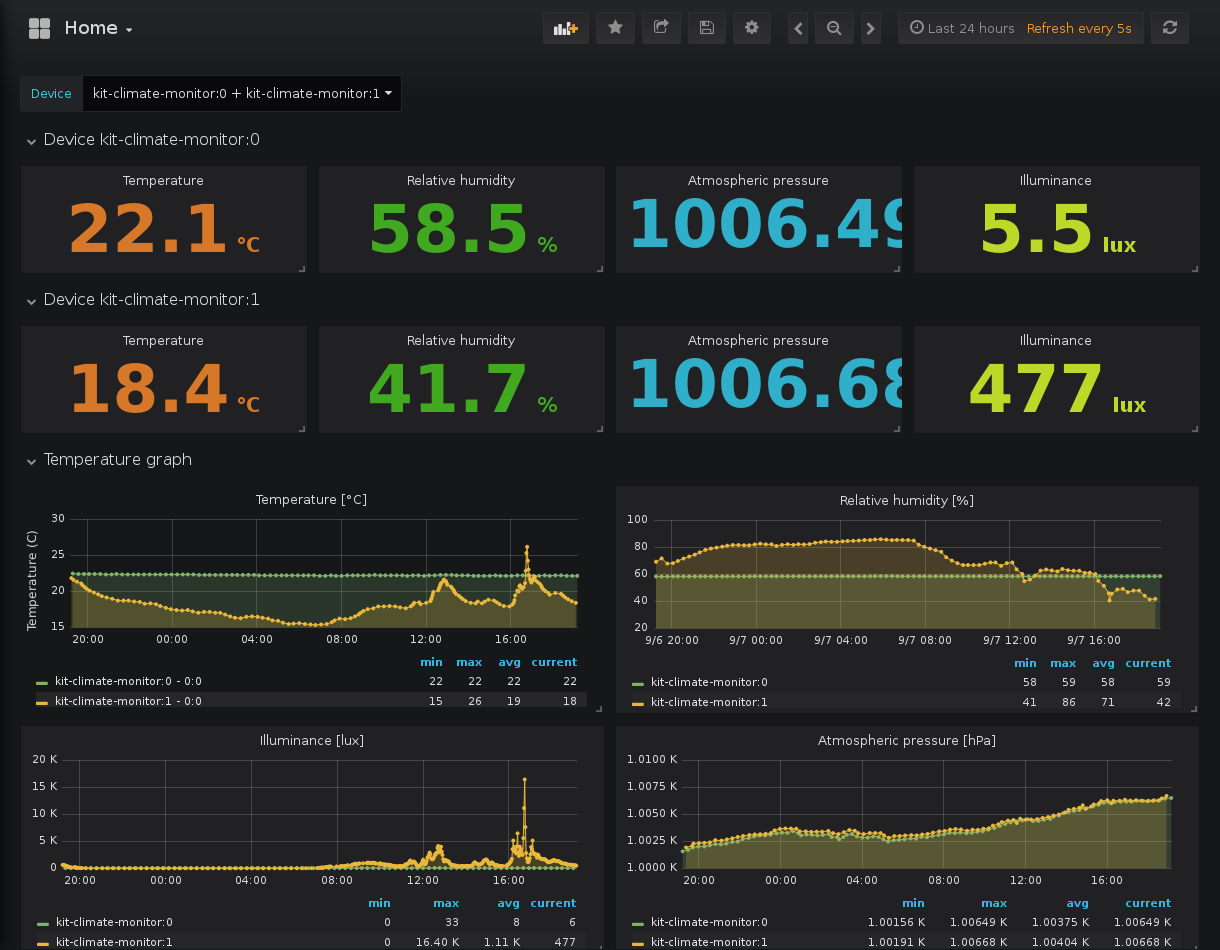 Home
Last 24 hours Refresh every 5s
Device kit-climate-monitor:0 + kit-climate-monitor:1
Device kit-climate-monitor:0
Temperature Relative humidity Atmospheric pressure Illuminance
22.1 °C 58.5 % 1006.49 5.5 lux
Device kit-climate-monitor:1
Temperature Relative humidity Atmospheric pressure Illuminance
18.4 °C 41.7 % 1006.68 477 lux
Temperature graph
Temperature [°C]
Temperature (C)
30
25
20
15
20:00 00:00 04:00 08:00 12:00 16:00
min max avg current
kit-climate-monitor:0 - 0:0 22 22 22 22
kit-climate-monitor:1 - 0:0 15 26 19 18
Relative humidity [%]
100
80
60
40
20
9/6 20:00 9/7 00:00 9/7 04:00 9/7 08:00 9/7 12:00 9/7 16:00
min max avg current
kit-climate-monitor:0 58 59 58 59
kit-climate-monitor:1 41 86 71 42
Illuminance [lux]
20 K
15 K
10 K
5 K
0
20:00 00:00 04:00 08:00 12:00 16:00
min max avg current
kit-climate-monitor:0 0 33 8 6
kit-climate-monitor:1 0 16.40 K 1.11 K 477
Atmospheric pressure [hPa]
1.0100 K
1.0075 K
1.0050 K
1.0025 K
1.0000 K
20:00 00:00 04:00 08:00 12:00 16:00
min max avg current
kit-climate-monitor:0 1.00156 K 1.00649 K 1.00375 K 1.00649 K
kit-climate-monitor:1 1.00191 K 1.00668 K 1.00404 K 1.00668 K